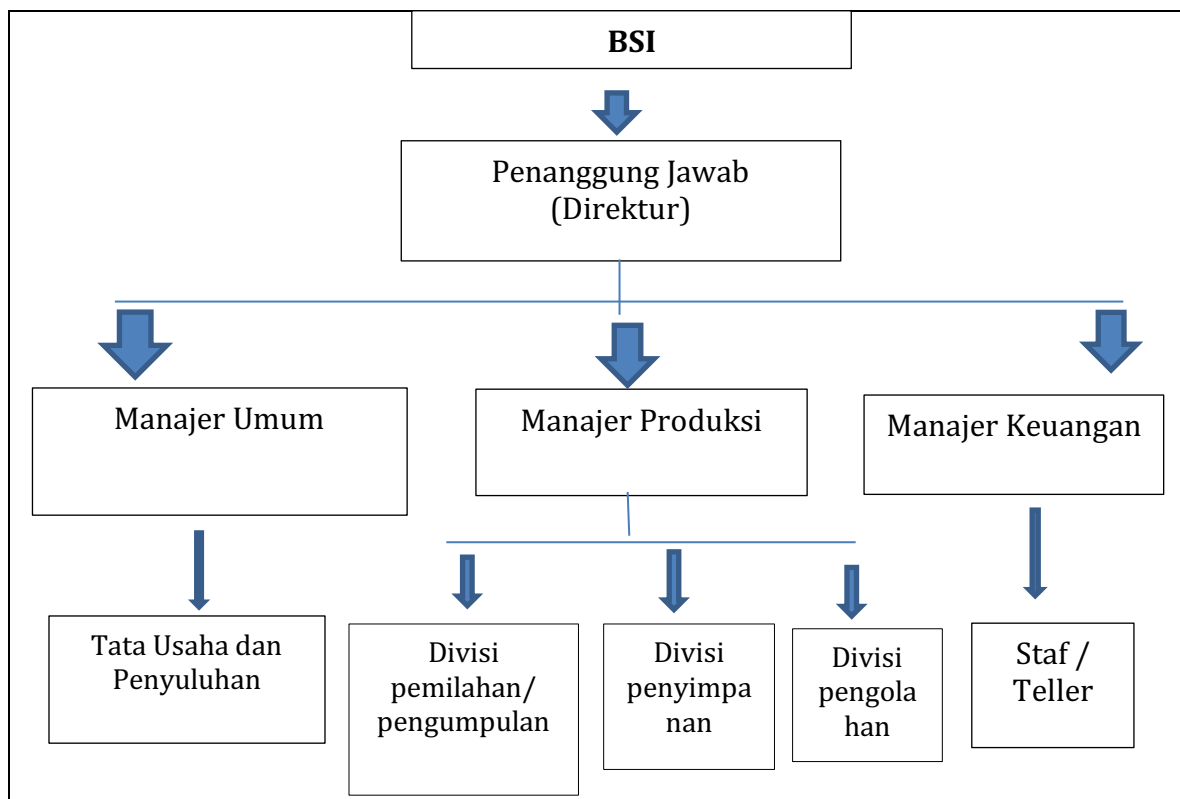 BSI
Penanggung Jawab
(Direktur)
Manajer Umum
Manajer Produksi
Manajer Keuangan
Tata Usaha dan
Penyuluhan
Divisi
pemilahan/
pengumpulan
Divisi
penyimpa
nan
Divisi
pengola
han
Staf /
Teller